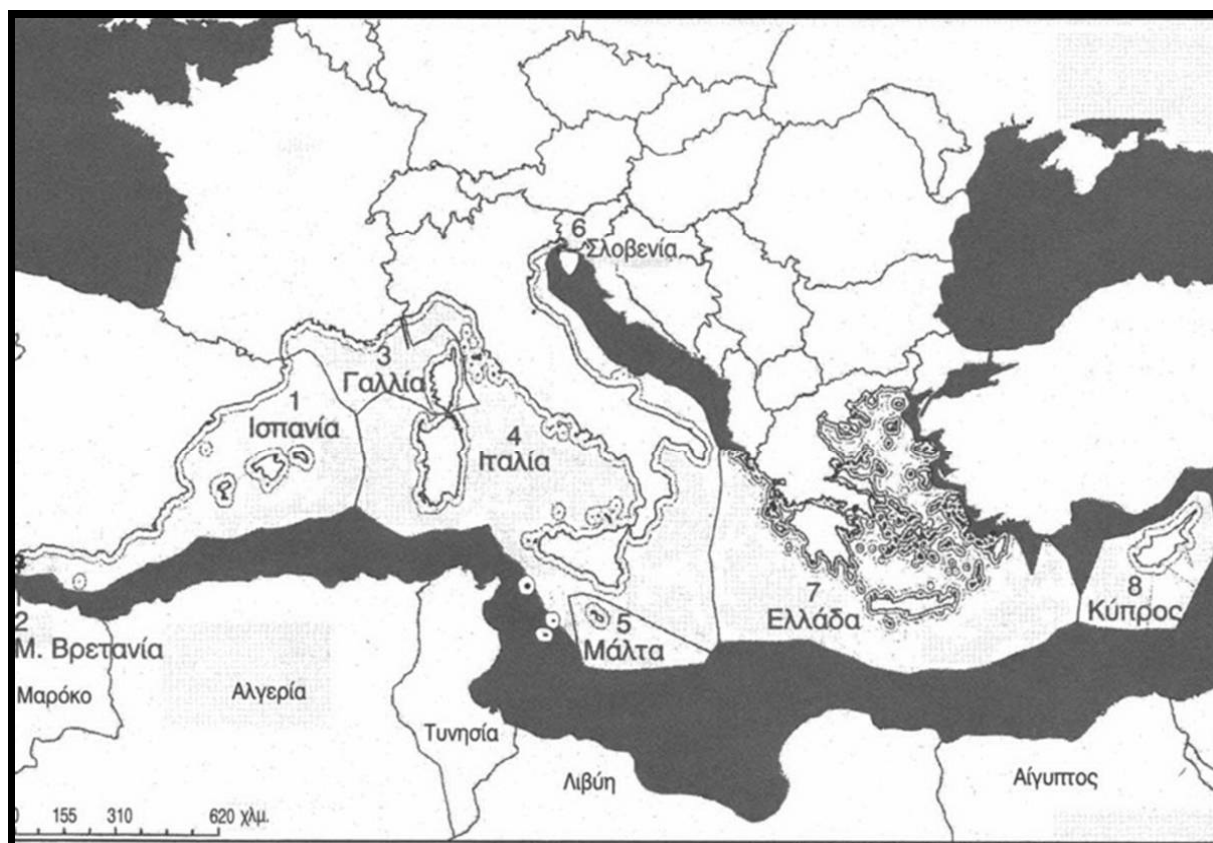 6
Σλοβενία
3
Γαλλία
1
Ισπανία
4
Ιταλία
7
Ελλάδα
8
Κύπρος
5
Μάλτα
2
Μ. Βρετανία
Μαρόκο
Αλγερία
Τυνησία
Λιβύη
Αίγυπτος
0 155 310 620 χλμ.